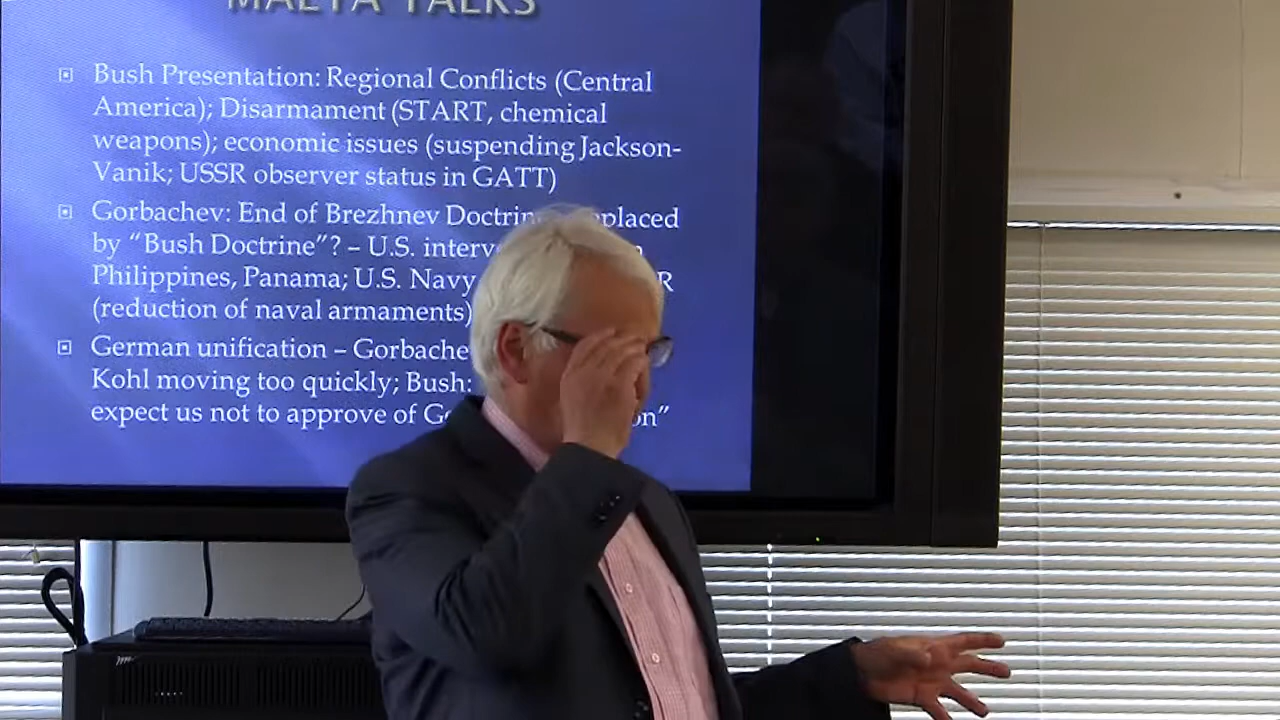 MALTA TALKS
Bush Presentation: Regional Conflicts (Central
America); Disarmament (START, chemical
weapons); economic issues (suspending Jackson-
Vanik; USSR observer status in GATT)
Gorbachev: End of Brezhnev placed
by “Bush Doctrine”? – U.S.
Philippines, Panama; U.S. Navy R
(reduction of naval armaments)
German unification –
Kohl moving too quickly; Bush:
expect us not to approve of on”